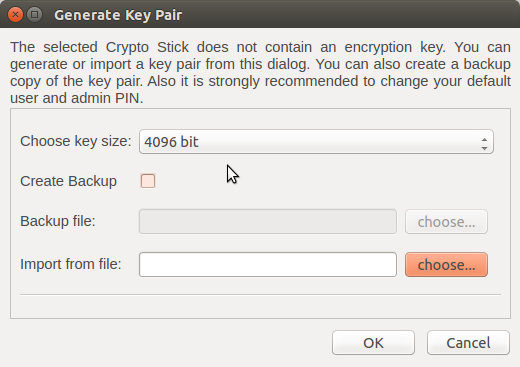 Generate Key Pair
The selected Crypto Stick does not contain an encryption key. You can
generate or import a key pair from this dialog. You can also create a backup
copy of the key pair. Also it is strongly recommended to change your default
user and admin PIN.
Choose key size: 4096 bit
Create Backup
Backup file: choose...
Import from file: choose...
OK Cancel